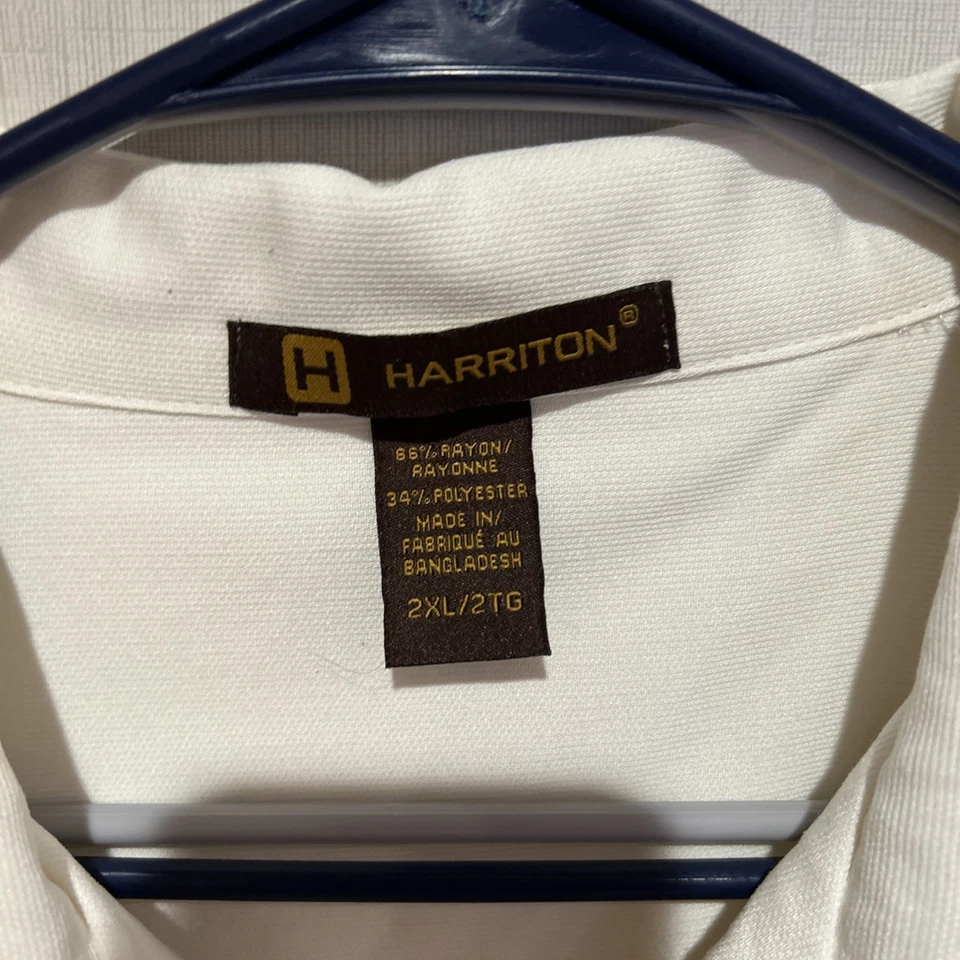 H HARRITON®
66% RAYON/
RAYONNE
34% POLYESTER
MADE IN/
FABRIQUÉ AU
BANGLADESH
2XL/2TG